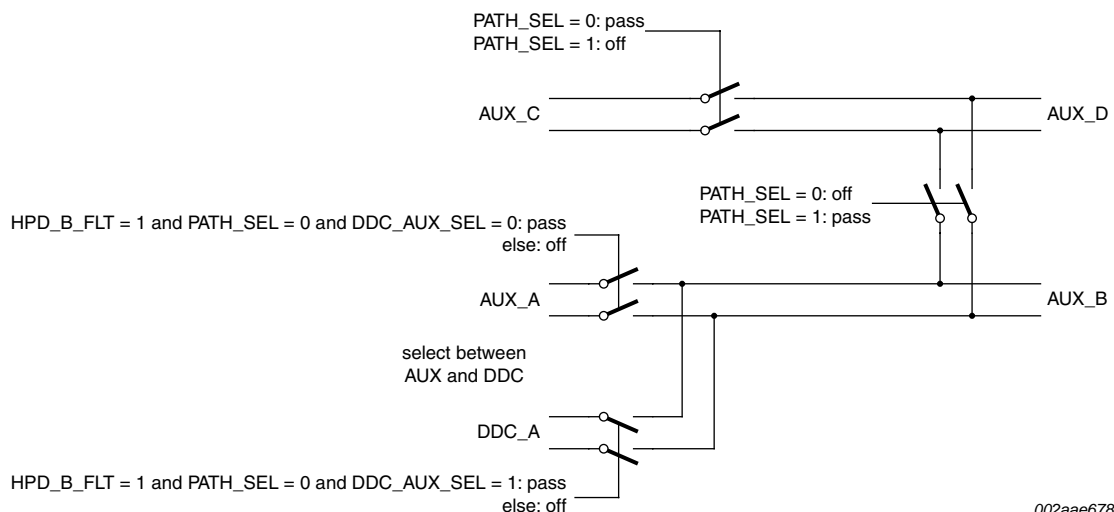 PATH_SEL = 0: pass
PATH_SEL = 1: off
AUX_C
AUX_D
PATH_SEL = 0: off
PATH_SEL = 1: pass
HPD_B_FLT = 1 and PATH_SEL = 0 and DDC_AUX_SEL = 0: pass
else: off
AUX_A
AUX_B
select between
AUX and DDC
DDC_A
HPD_B_FLT = 1 and PATH_SEL = 0 and DDC_AUX_SEL = 1: pass
else: off
002aae678